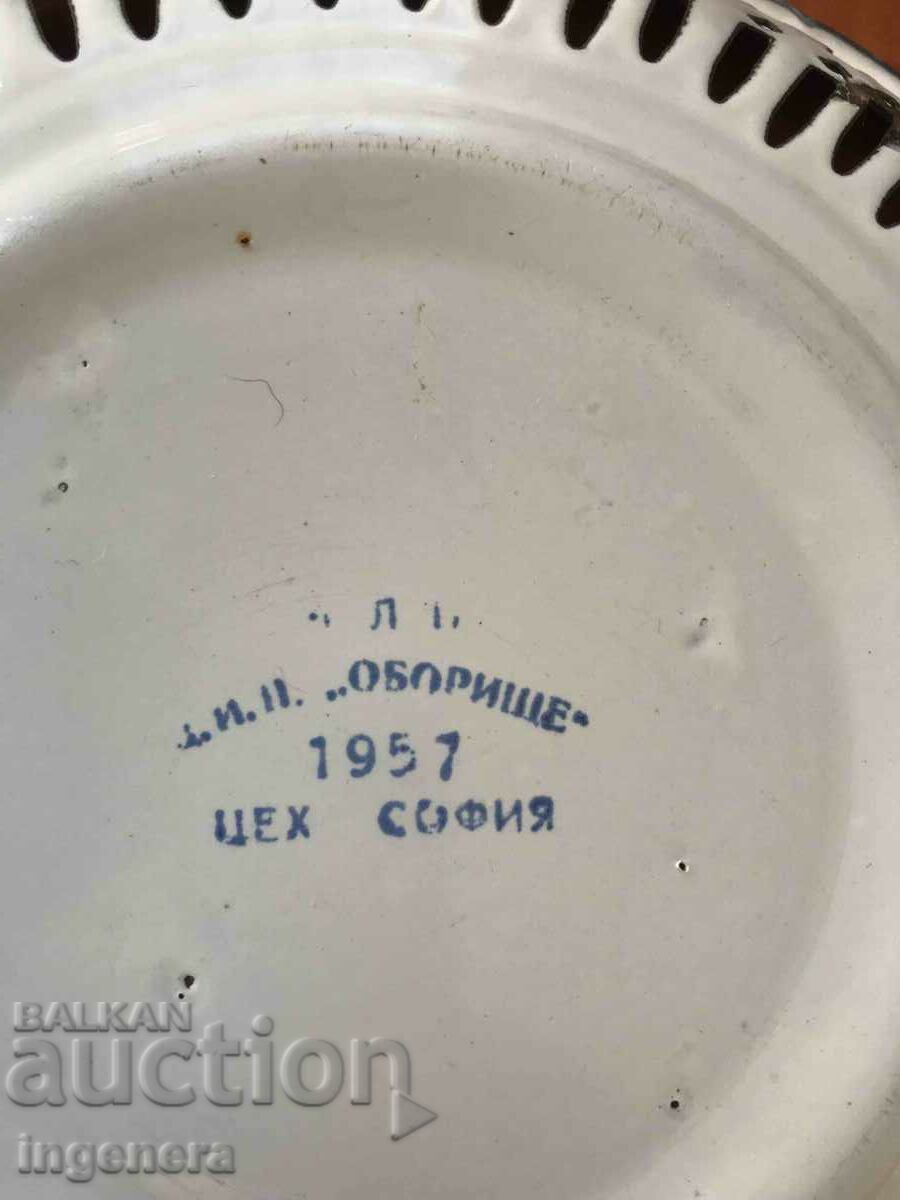 Д.И.П. „ОБОРИЩЕ"
1957
ЦЕХ СОФИЯ
BALKAN
auction
ingenera